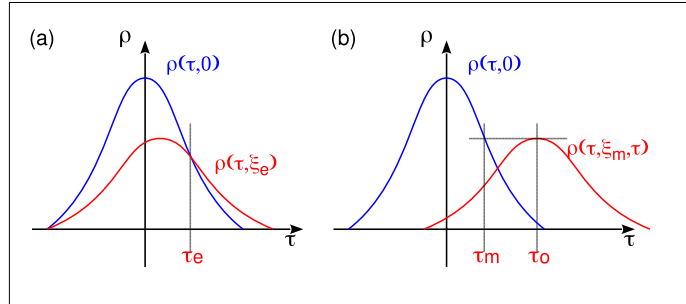 (a) ρ (b) ρ
ρ(τ,0) ρ(τ,0)
ρ(τ,ξe) ρ(τ,ξm,τ)
τ τ
τe τm τo